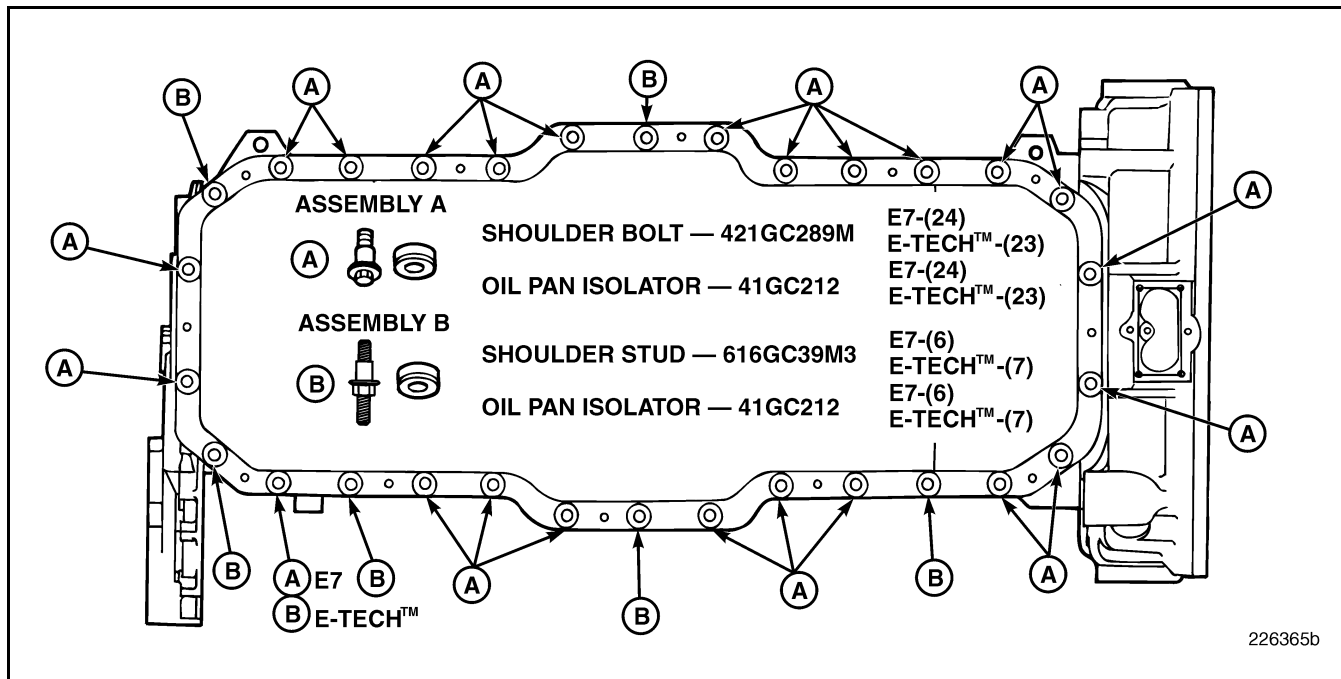 A A B A A
B
A
ASSEMBLY A
A
SHOULDER BOLT — 421GC289M
E7-(24)
E-TECH™-(23)
OIL PAN ISOLATOR — 41GC212
E7-(24)
E-TECH™-(23)
A
ASSEMBLY B
B
SHOULDER STUD — 616GC39M3
E7-(6)
E-TECH™-(7)
OIL PAN ISOLATOR — 41GC212
E7-(6)
E-TECH™-(7)
A
A
B
A E7
B E-TECH™
B
A
B
A
B
A
226365b